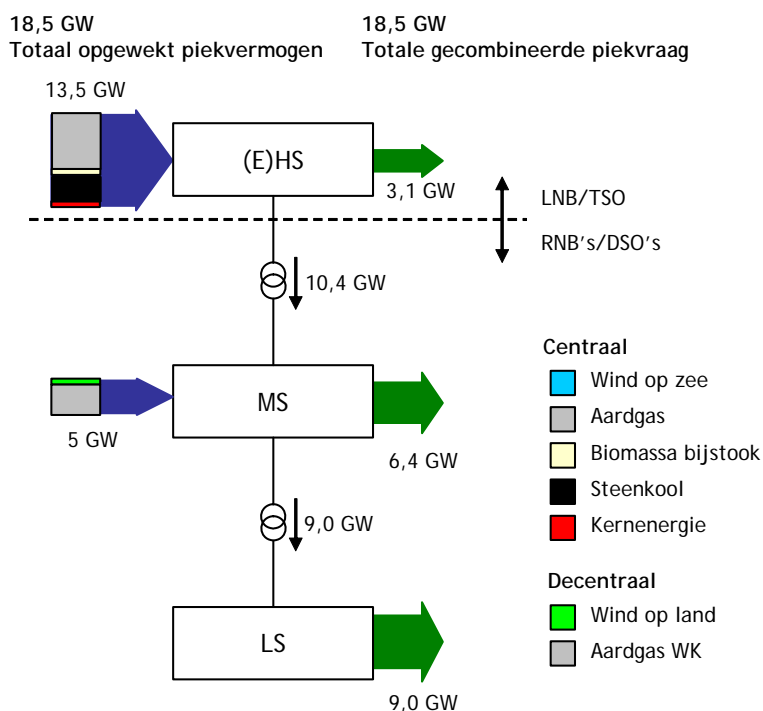 18,5 GW
Totaal opgewekt piekvermogen
18,5 GW
Totale gecombineerde piekvraag
13,5 GW
(E)HS
3,1 GW
LNB/TSO
RNB's/DSO's
10,4 GW
MS
5 GW
6,4 GW
9,0 GW
LS
9,0 GW
Centraal
Wind op zee
Aardgas
Biomassa bijstook
Steenkool
Kernenergie
Decentraal
Wind op land
Aardgas WK